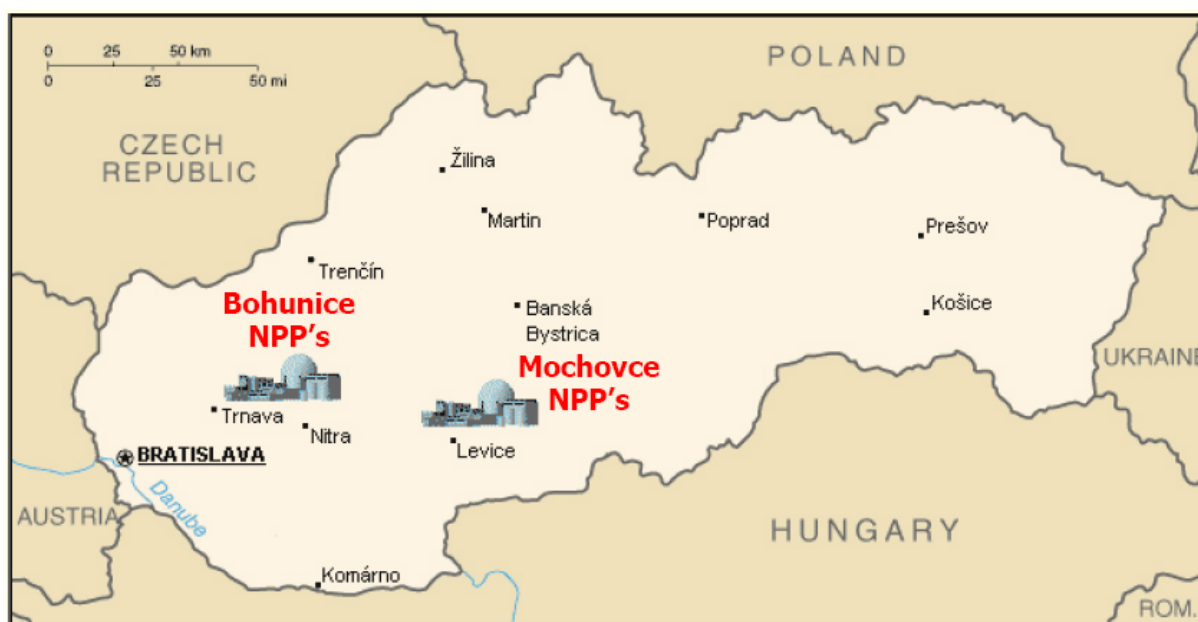 0 25 50 km
0 25 50 mi
POLAND
CZECH
REPUBLIC
Žilina
Martin
Poprad
Prešov
Trenčín
Bohunice
NPP's
Banská
Bystrica
Košice
UKRAINE
Mochovce
NPP's
Trnava
Nitra
Levice
BRATISLAVA
Danube
AUSTRIA
HUNGARY
Komárno
ROM.